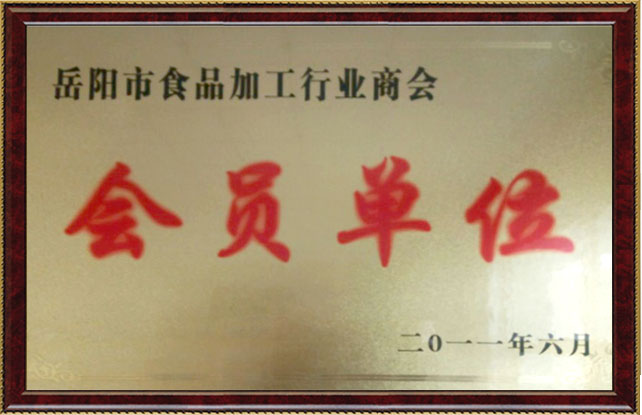 岳阳市食品加工行业商会
会员单位
二0一一年六月